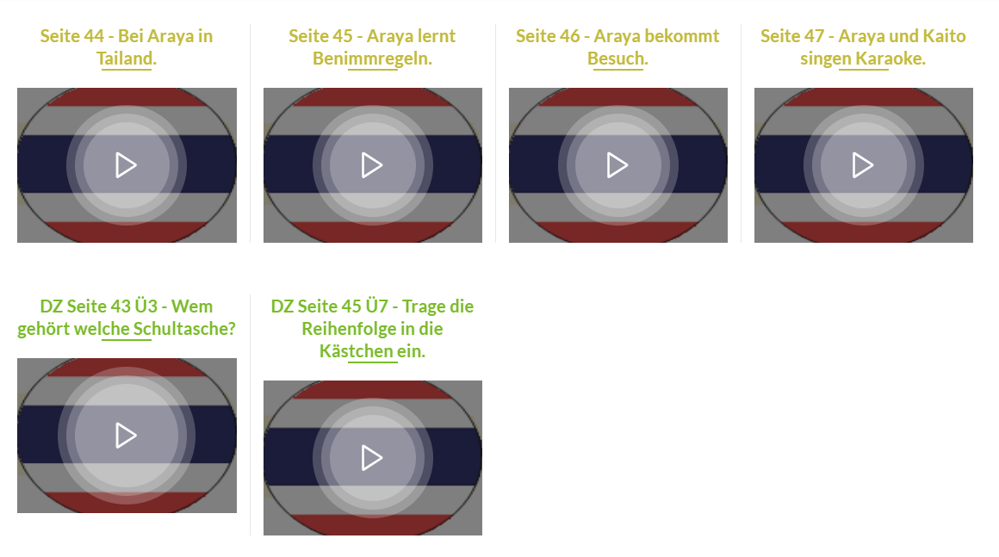 Seite 44 - Bei Araya in
Tailand.
Seite 45 - Araya lernt
Benimmregeln.
Seite 46 - Araya bekommt
Besuch.
Seite 47 - Araya und Kaito
singen Karaoke.
DZ Seite 43 Ü3 - Wem
gehört welche Schultasche?
DZ Seite 45 Ü7 - Trage die
Reihenfolge in die
Kästchen ein.